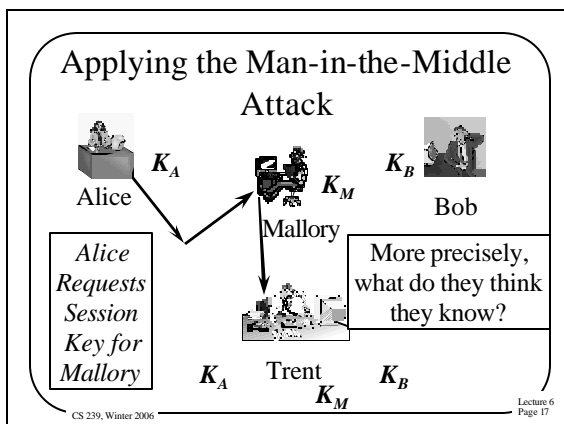 Applying the Man-in-the-Middle
Attack
K_A
K_B
Alice
K_M
Bob
Mallory
Alice
Requests
Session
Key for
Mallory
More precisely,
what do they think
they know?
K_A
Trent
K_B
K_M
CS 239, Winter 2006
Lecture 6
Page 17